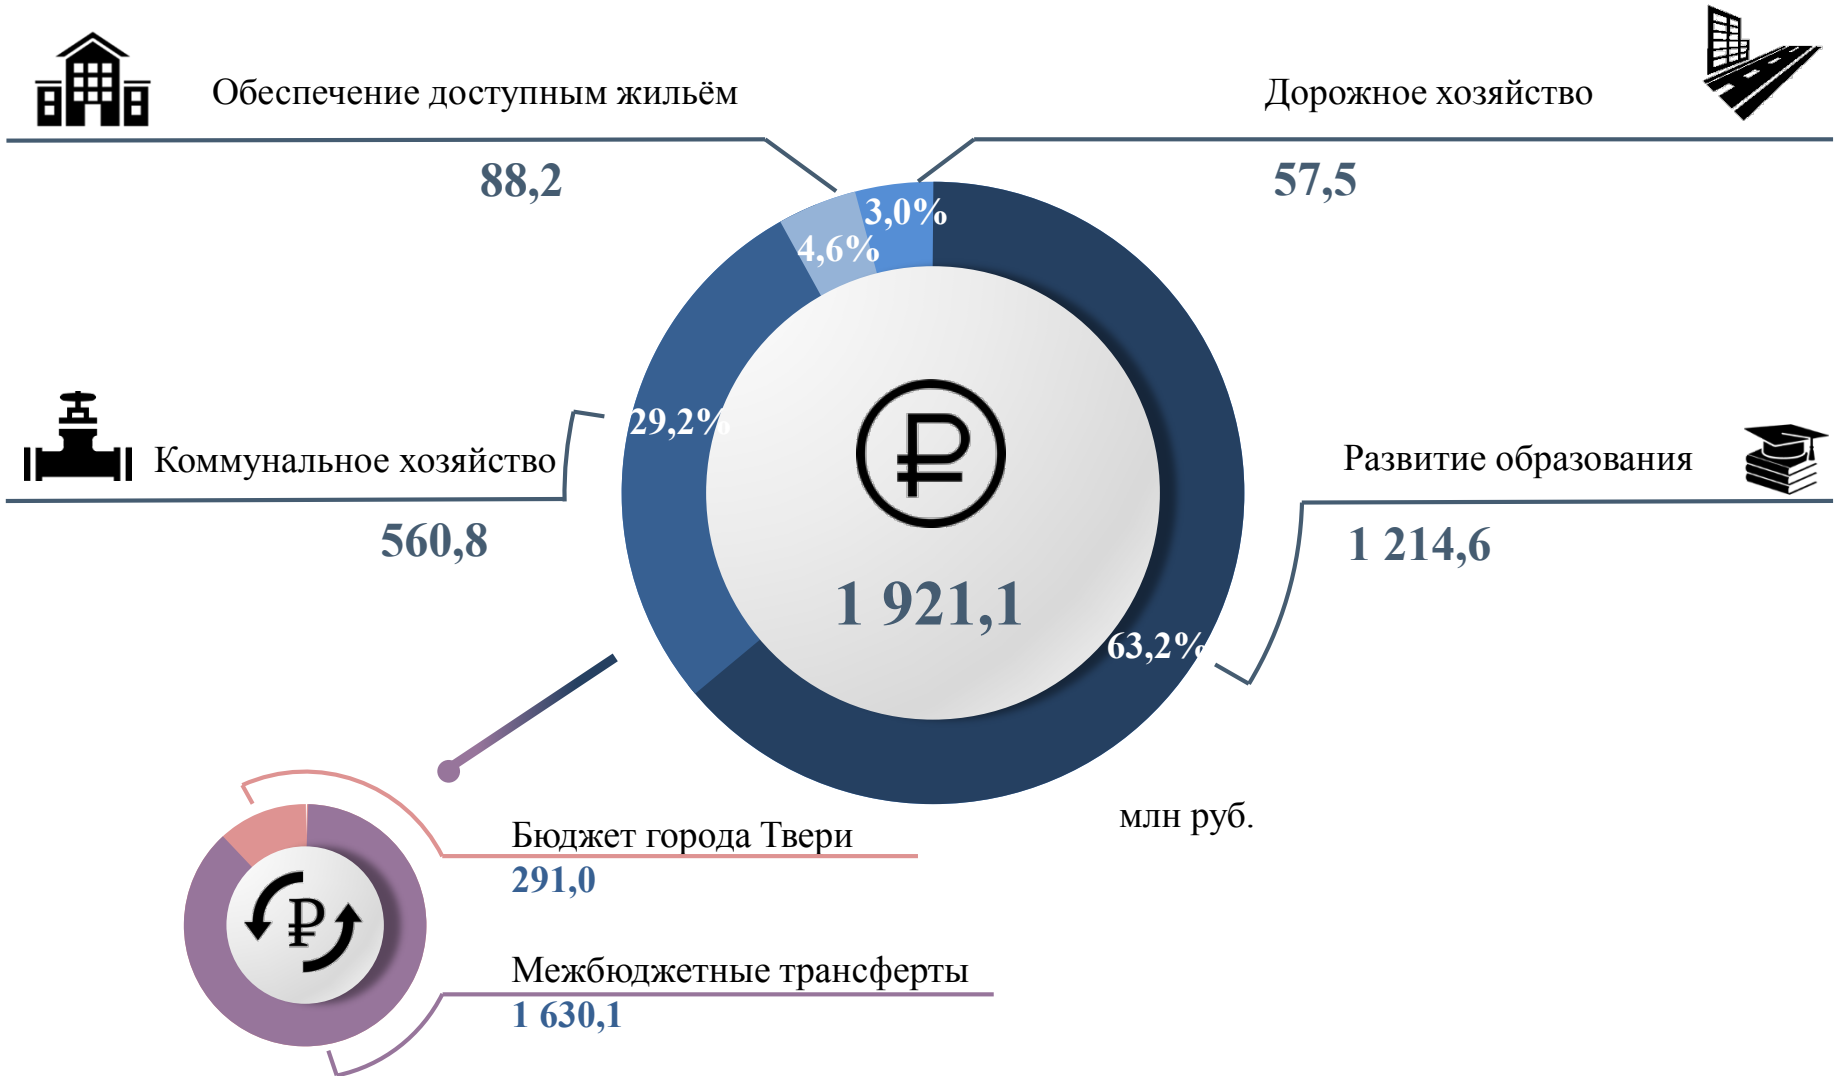 Обеспечение доступным жильём
88,2
Дорожное хозяйство
57,5
3,0%
4,6%
29,2%
Коммунальное хозяйство
560,8
Развитие образования
1 214,6
1 921,1
63,2%
млн руб.
Бюджет города Твери
291,0
Межбюджетные трансферты
1 630,1